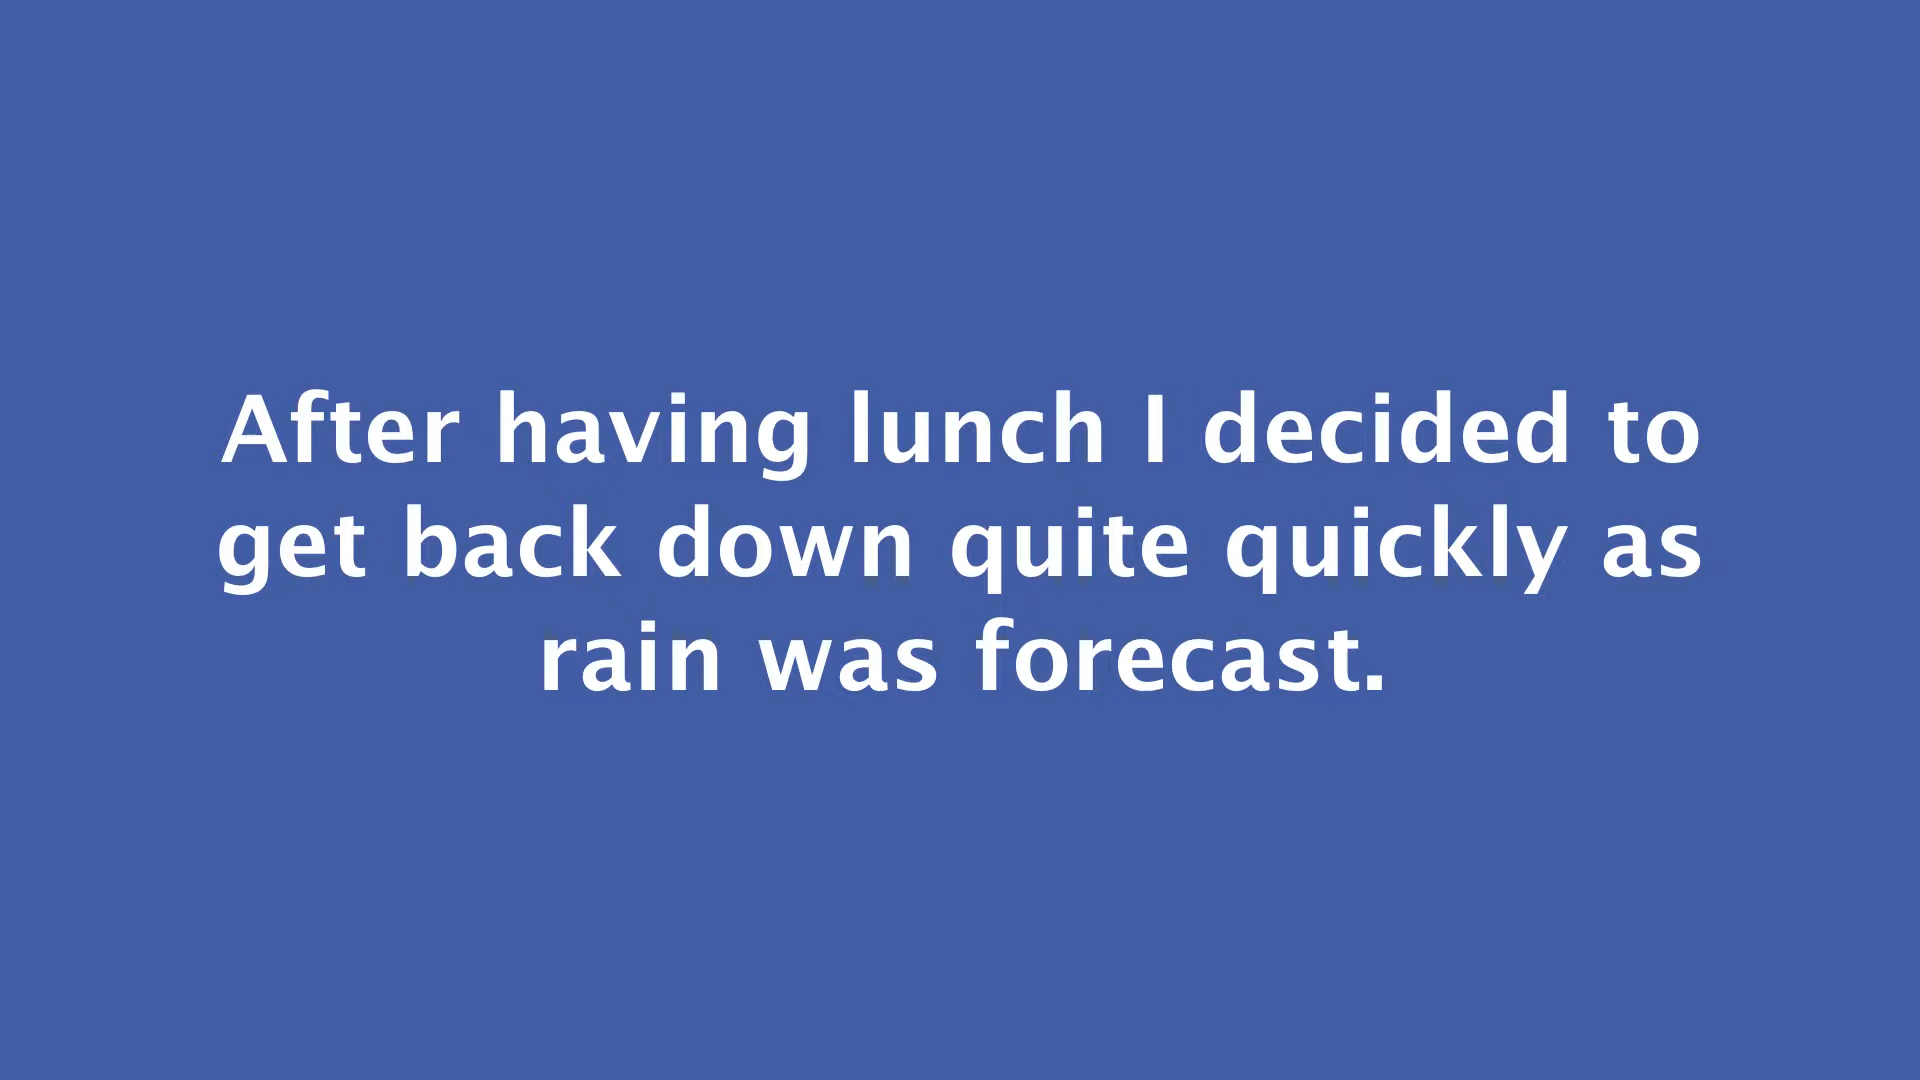 After having lunch I decided to
get back down quite quickly as
rain was forecast.